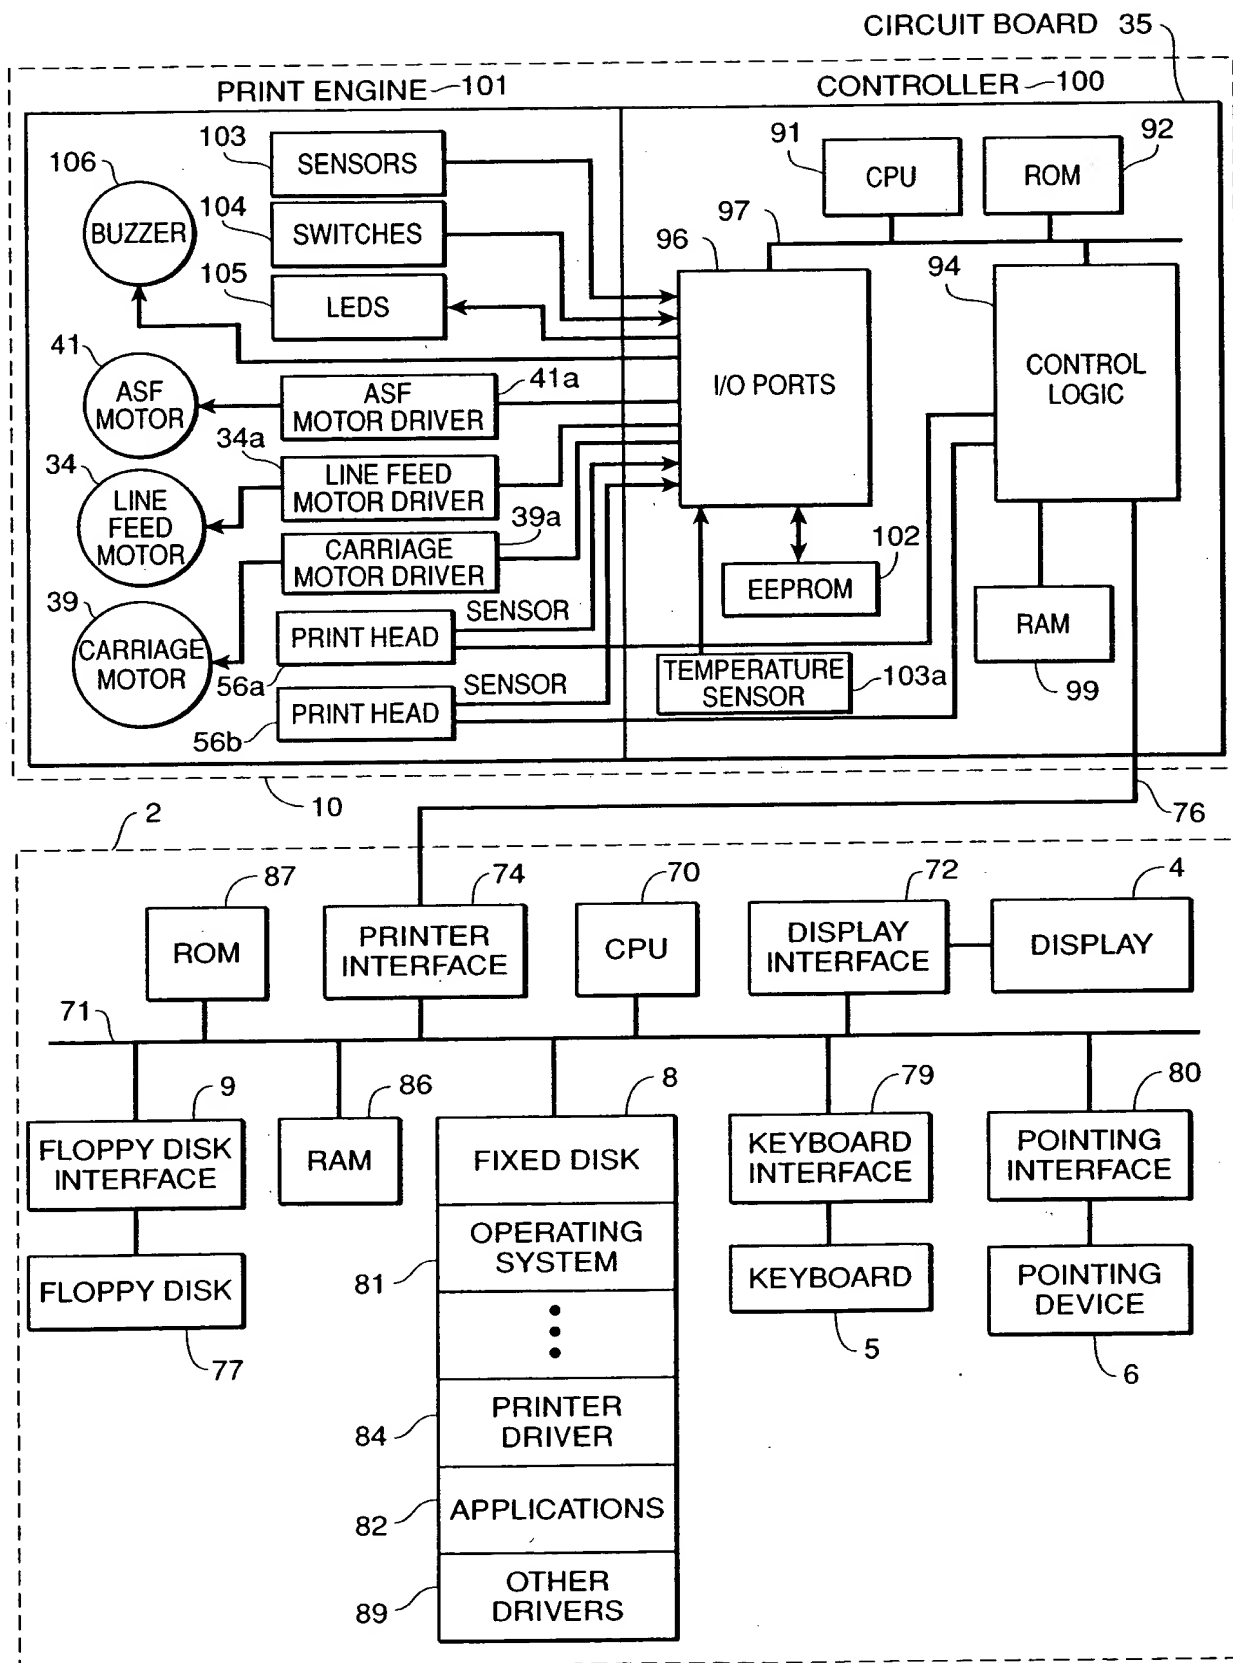 CIRCUIT BOARD 35
PRINT ENGINE 101
CONTROLLER 100
103
SENSORS
106
BUZZER
104
SWITCHES
105
LEDS
91
CPU
92
ROM
97
96
I/O PORTS
94
CONTROL
LOGIC
41
ASF
MOTOR
41a
ASF
MOTOR DRIVER
34a
34
LINE
FEED
MOTOR
LINE FEED
MOTOR DRIVER
39a
CARRIAGE
MOTOR DRIVER
39
CARRIAGE
MOTOR
SENSOR
PRINT HEAD
56a
SENSOR
PRINT HEAD
56b
102
EEPROM
TEMPERATURE
SENSOR
103a
RAM
99
10
76
2
87
ROM
74
PRINTER
INTERFACE
70
CPU
72
DISPLAY
INTERFACE
4
DISPLAY
71
9
FLOPPY DISK
INTERFACE
86
RAM
8
FIXED DISK
79
KEYBOARD
INTERFACE
80
POINTING
INTERFACE
OPERATING
SYSTEM
81
FLOPPY DISK
77
KEYBOARD
5
POINTING
DEVICE
6
PRINTER
DRIVER
84
APPLICATIONS
82
OTHER
DRIVERS
89